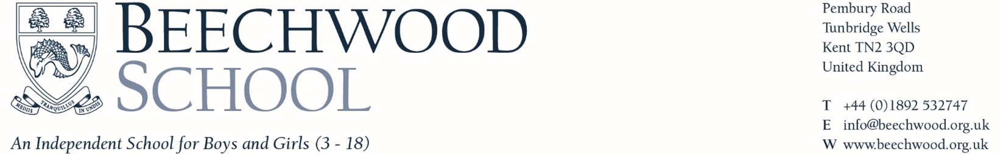 BEECHWOOD
SCHOOL
MEDIIS TRANQUILLUS IN UNDIS
An Independent School for Boys and Girls (3 - 18)
Pembury Road
Tunbridge Wells
Kent TN2 3QD
United Kingdom
T +44 (0)1892 532747
E info@beechwood.org.uk
W www.beechwood.org.uk